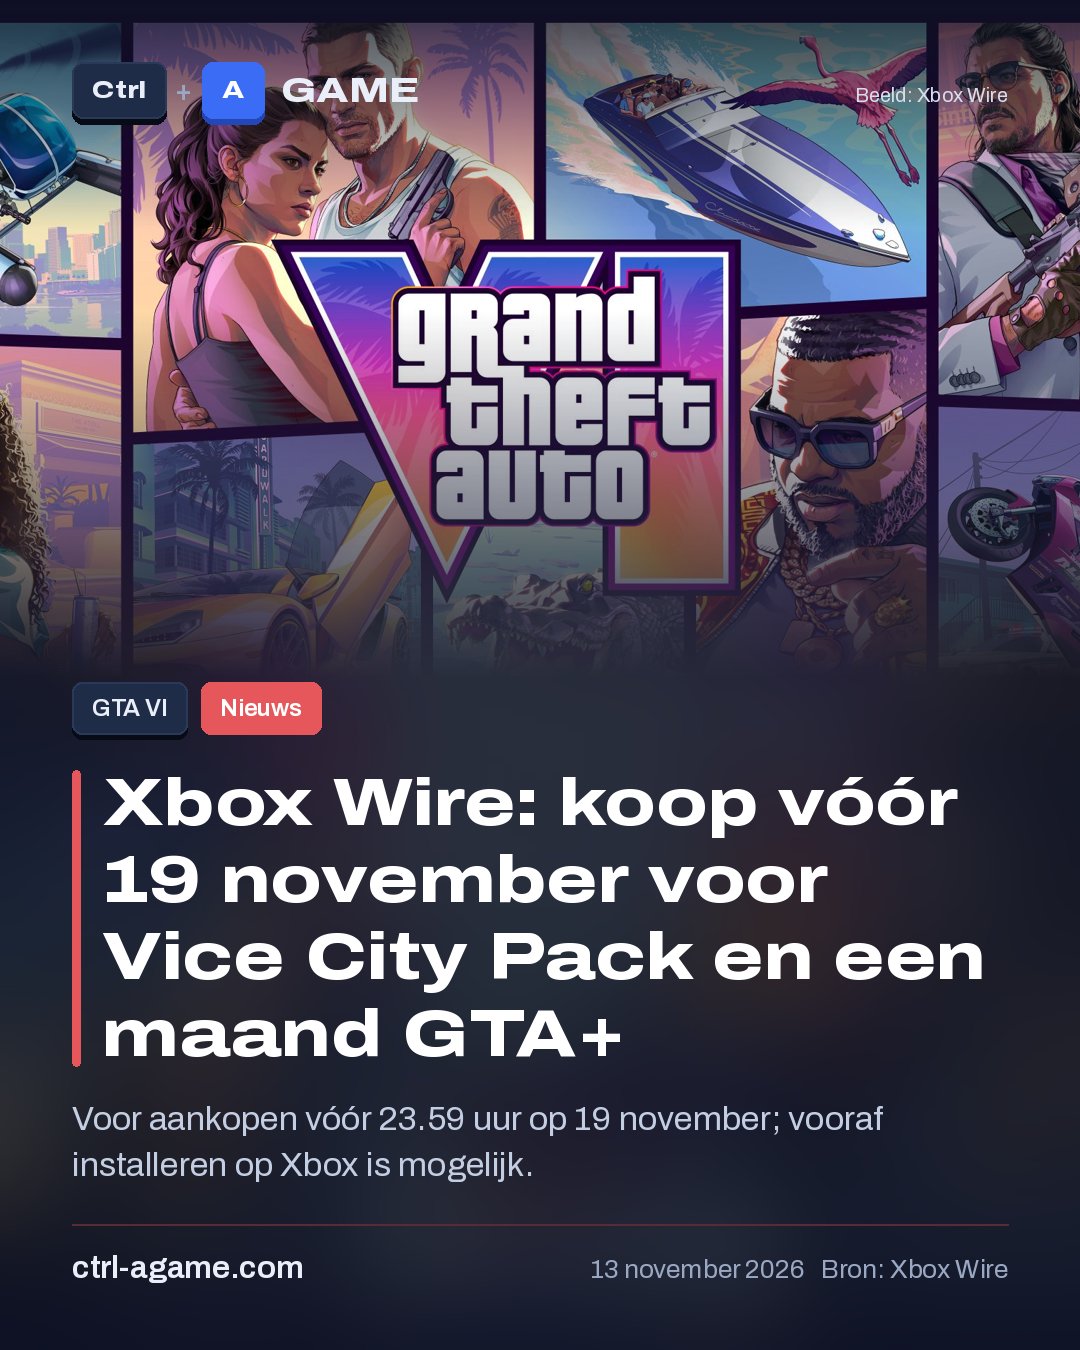 Ctrl + A GAME
Beeld: Xbox Wire
grand
theft
auto
VI
GTA VI
Nieuws
Xbox Wire: koop vóór
19 november voor
Vice City Pack en een
maand GTA+
Voor aankopen vóór 23.59 uur op 19 november; vooraf
installeren op Xbox is mogelijk.
ctrl-agame.com
13 november 2026 Bron: Xbox Wire